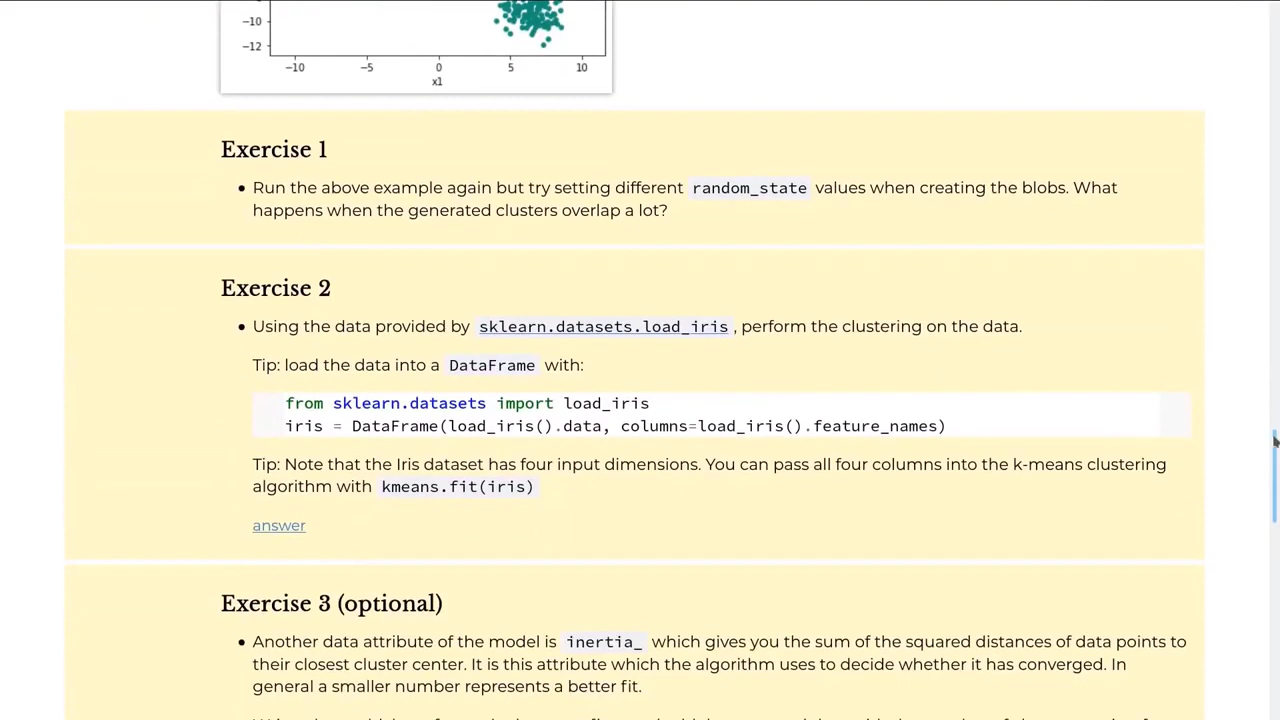 −10
−12
−10 −5 0 5 10
x1
Exercise 1
Run the above example again but try setting different random_state values when creating the blobs. What
happens when the generated clusters overlap a lot?
Exercise 2
Using the data provided by sklearn.datasets.load_iris, perform the clustering on the data.
Tip: load the data into a DataFrame with:
from sklearn.datasets import load_iris
iris = DataFrame(load_iris().data, columns=load_iris().feature_names)
Tip: Note that the Iris dataset has four input dimensions. You can pass all four columns into the k-means clustering
algorithm with kmeans.fit(iris)
answer
Exercise 3 (optional)
Another data attribute of the model is inertia_ which gives you the sum of the squared distances of data points to
their closest cluster center. It is this attribute which the algorithm uses to decide whether it has converged. In
general a smaller number represents a better fit.